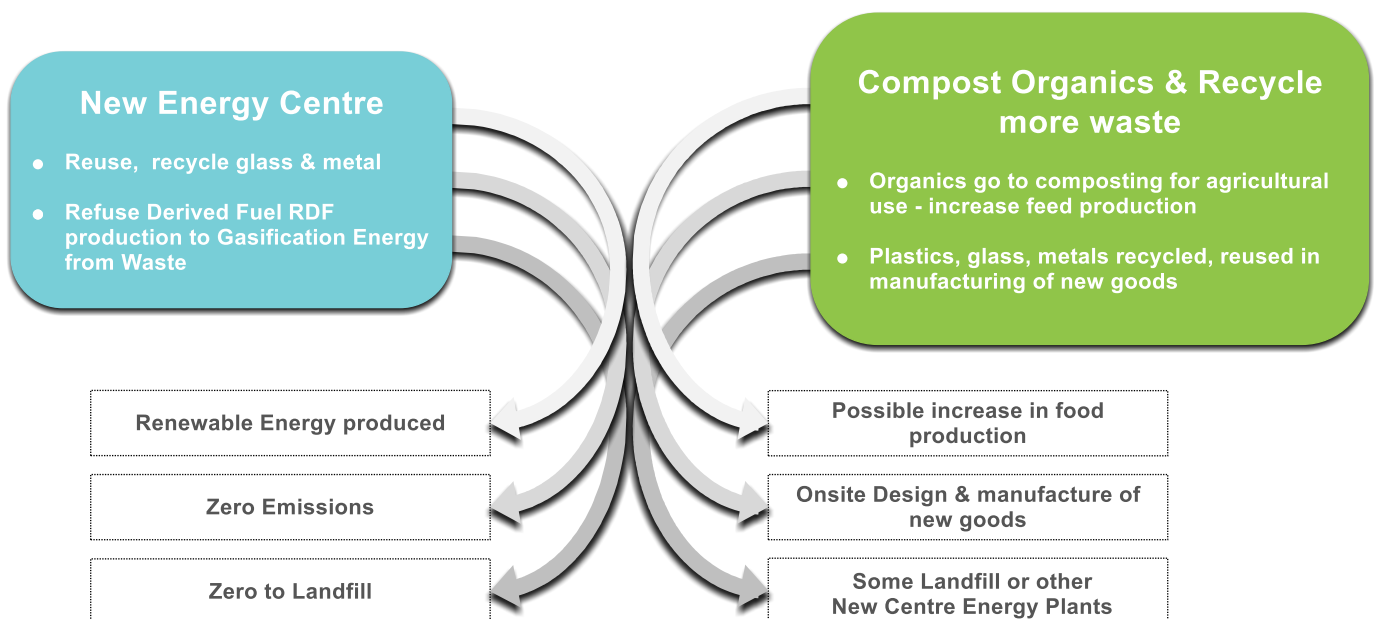 New Energy Centre
● Reuse,  recycle glass & metal
● Refuse Derived Fuel RDF
production to Gasification Energy
from Waste
Compost Organics & Recycle
more waste
● Organics go to composting for agricultural
use - increase feed production
● Plastics, glass, metals recycled, reused in
manufacturing of new goods
Renewable Energy produced
Zero Emissions
Zero to Landfill
Possible increase in food
production
Onsite Design & manufacture of
new goods
Some Landfill or other
New Centre Energy Plants